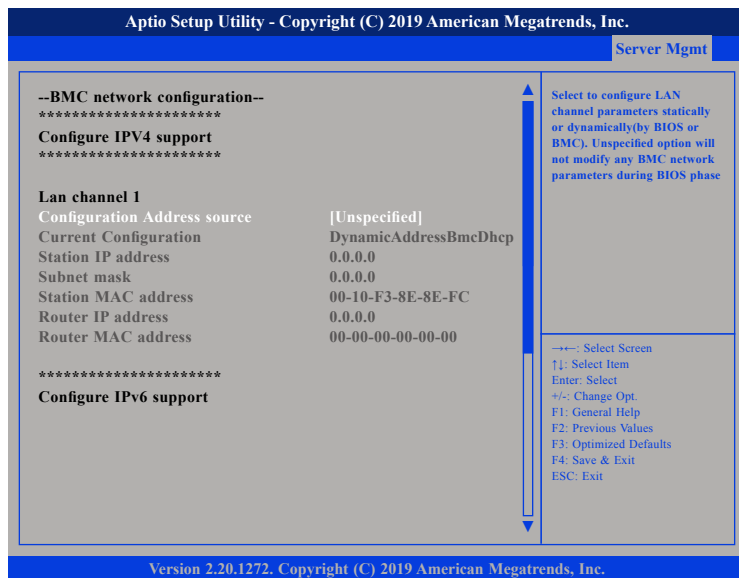 Aptio Setup Utility - Copyright (C) 2019 American Megatrends, Inc.
Server Mgmt
--BMC network configuration--
**********************
Configure IPV4 support
**********************
Lan channel 1
Configuration Address source [Unspecified]
Current Configuration DynamicAddressBmcDhcp
Station IP address 0.0.0.0
Subnet mask 0.0.0.0
Station MAC address 00-10-F3-8E-8E-FC
Router IP address 0.0.0.0
Router MAC address 00-00-00-00-00-00
**********************
Configure IPv6 support
Select to configure LAN
channel parameters statically
or dynamically(by BIOS or
BMC). Unspecified option will
not modify any BMC network
parameters during BIOS phase
→←: Select Screen
↑↓: Select Item
Enter: Select
+/-: Change Opt.
F1: General Help
F2: Previous Values
F3: Optimized Defaults
F4: Save & Exit
ESC: Exit
Version 2.20.1272. Copyright (C) 2019 American Megatrends, Inc.